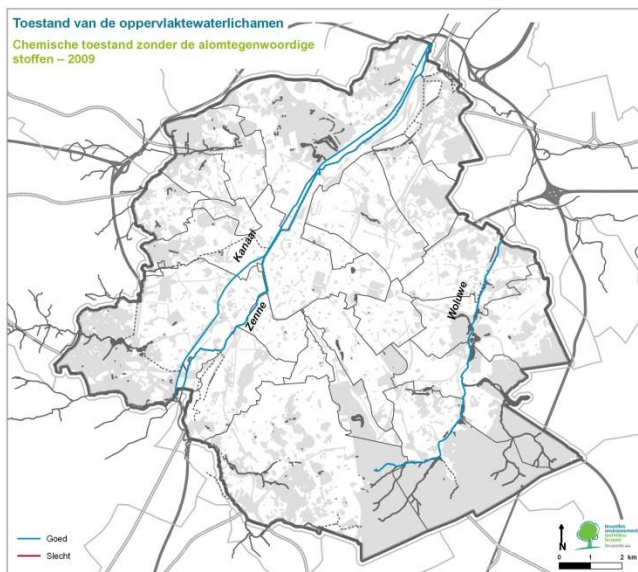 Toestand van de oppervlaktewaterlichamen
Chemische toestand zonder de alomtegenwoordige
stoffen – 2009
Kanaal
Zenne
Woluwe
Goed
Slecht
N
0 1 2 km